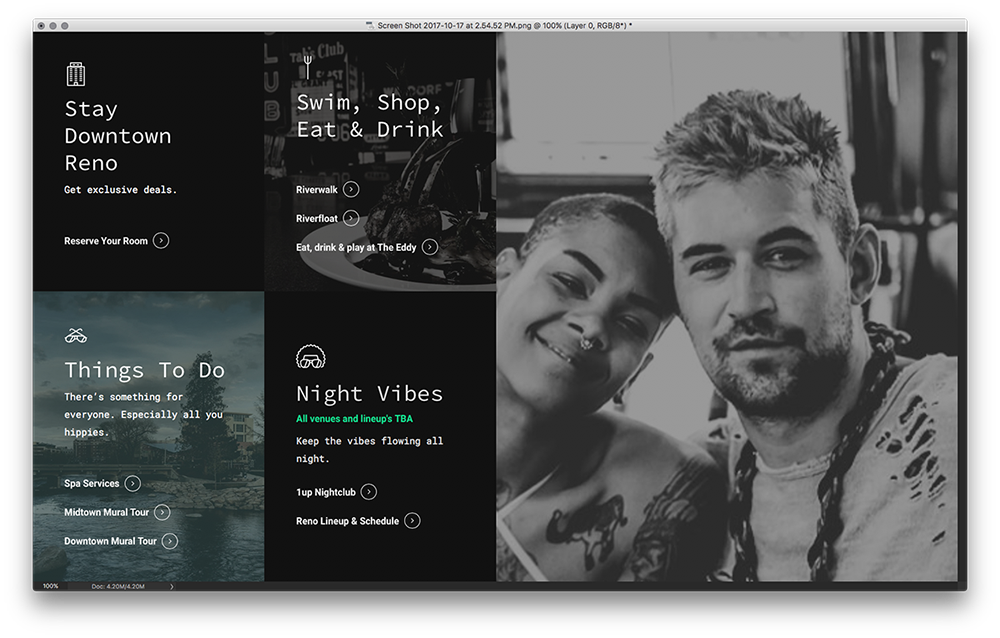 Screen Shot 2017-10-17 at 2.54.52 PM.png @ 100% (Layer 0, RGB/8*) *
Stay
Downtown
Reno
Get exclusive deals.
Reserve Your Room
Swim, Shop,
Eat & Drink
Riverwalk
Riverfloat
Eat, drink & play at The Eddy
Things To Do
There's something for
everyone. Especially all you
hippies.
Spa Services
Midtown Mural Tour
Downtown Mural Tour
Night Vibes
All venues and lineup's TBA
Keep the vibes flowing all
night.
1up Nightclub
Reno Lineup & Schedule
100%
Doc: 4.20M/4.20M